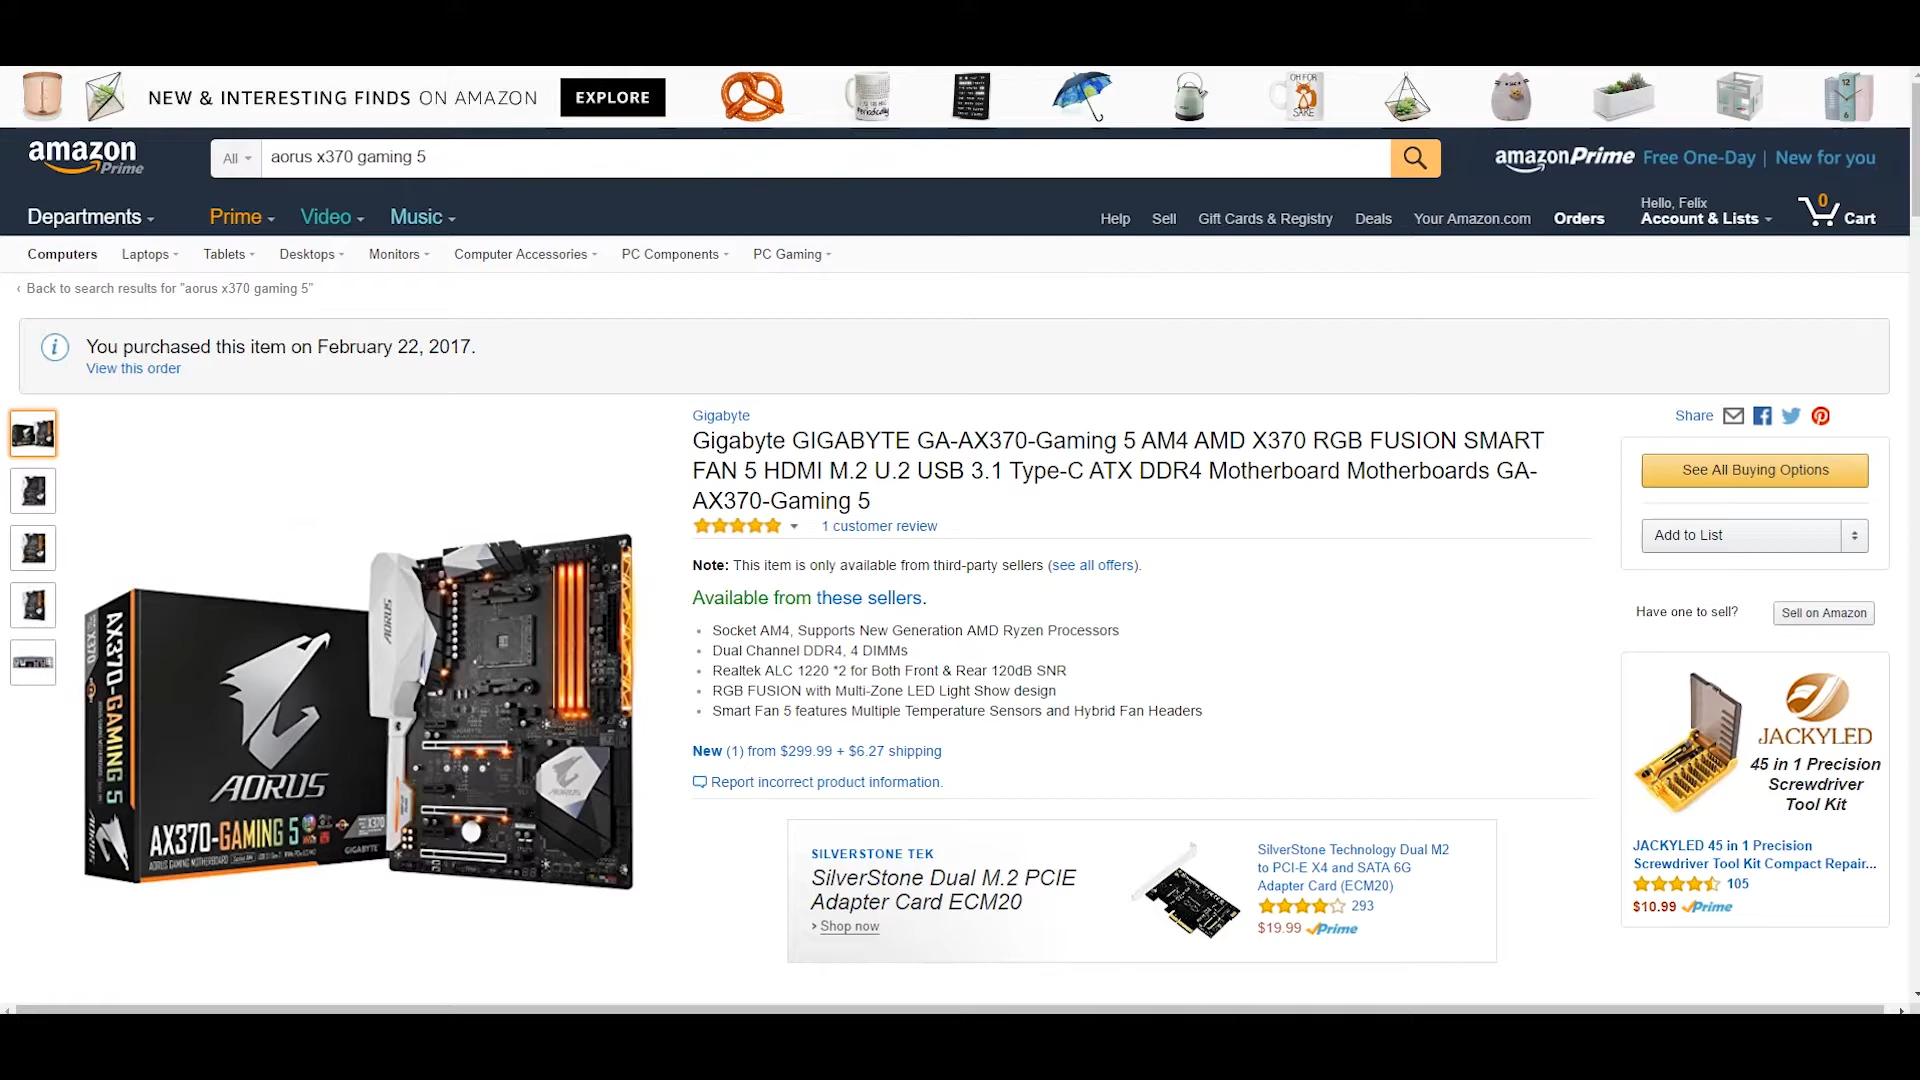 NEW & INTERESTING FINDS ON AMAZON EXPLORE
OH FOR
SAKE
amazon Prime
All
aorus x370 gaming 5
amazonPrime Free One-Day | New for you
Departments Prime Video Music
Help Sell Gift Cards & Registry Deals Your Amazon.com Orders
Hello, Felix
Account & Lists
0 Cart
Computers Laptops Tablets Desktops Monitors Computer Accessories PC Components PC Gaming
‹ Back to search results for "aorus x370 gaming 5"
You purchased this item on February 22, 2017.
View this order
Gigabyte
Gigabyte GIGABYTE GA-AX370-Gaming 5 AM4 AMD X370 RGB FUSION SMART
FAN 5 HDMI M.2 U.2 USB 3.1 Type-C ATX DDR4 Motherboard Motherboards GA-
AX370-Gaming 5
1 customer review
Note: This item is only available from third-party sellers (see all offers).
Available from these sellers.
Socket AM4, Supports New Generation AMD Ryzen Processors
Dual Channel DDR4, 4 DIMMs
Realtek ALC 1220 *2 for Both Front & Rear 120dB SNR
RGB FUSION with Multi-Zone LED Light Show design
Smart Fan 5 features Multiple Temperature Sensors and Hybrid Fan Headers
New (1) from $299.99 + $6.27 shipping
Report incorrect product information.
AX370-GAMING 5
AORUS
AORUS
AX370-GAMING 5
X370
GIGABYTE
AORUS
AORUS
SILVERSTONE TEK
SilverStone Dual M.2 PCIE
Adapter Card ECM20
› Shop now
SilverStone Technology Dual M2
to PCI-E X4 and SATA 6G
Adapter Card (ECM20)
293
$19.99 Prime
Share
See All Buying Options
Add to List
Have one to sell? Sell on Amazon
JACKYLED
45 in 1 Precision
Screwdriver
Tool Kit
JACKYLED 45 in 1 Precision
Screwdriver Tool Kit Compact Repair...
105
$10.99 Prime